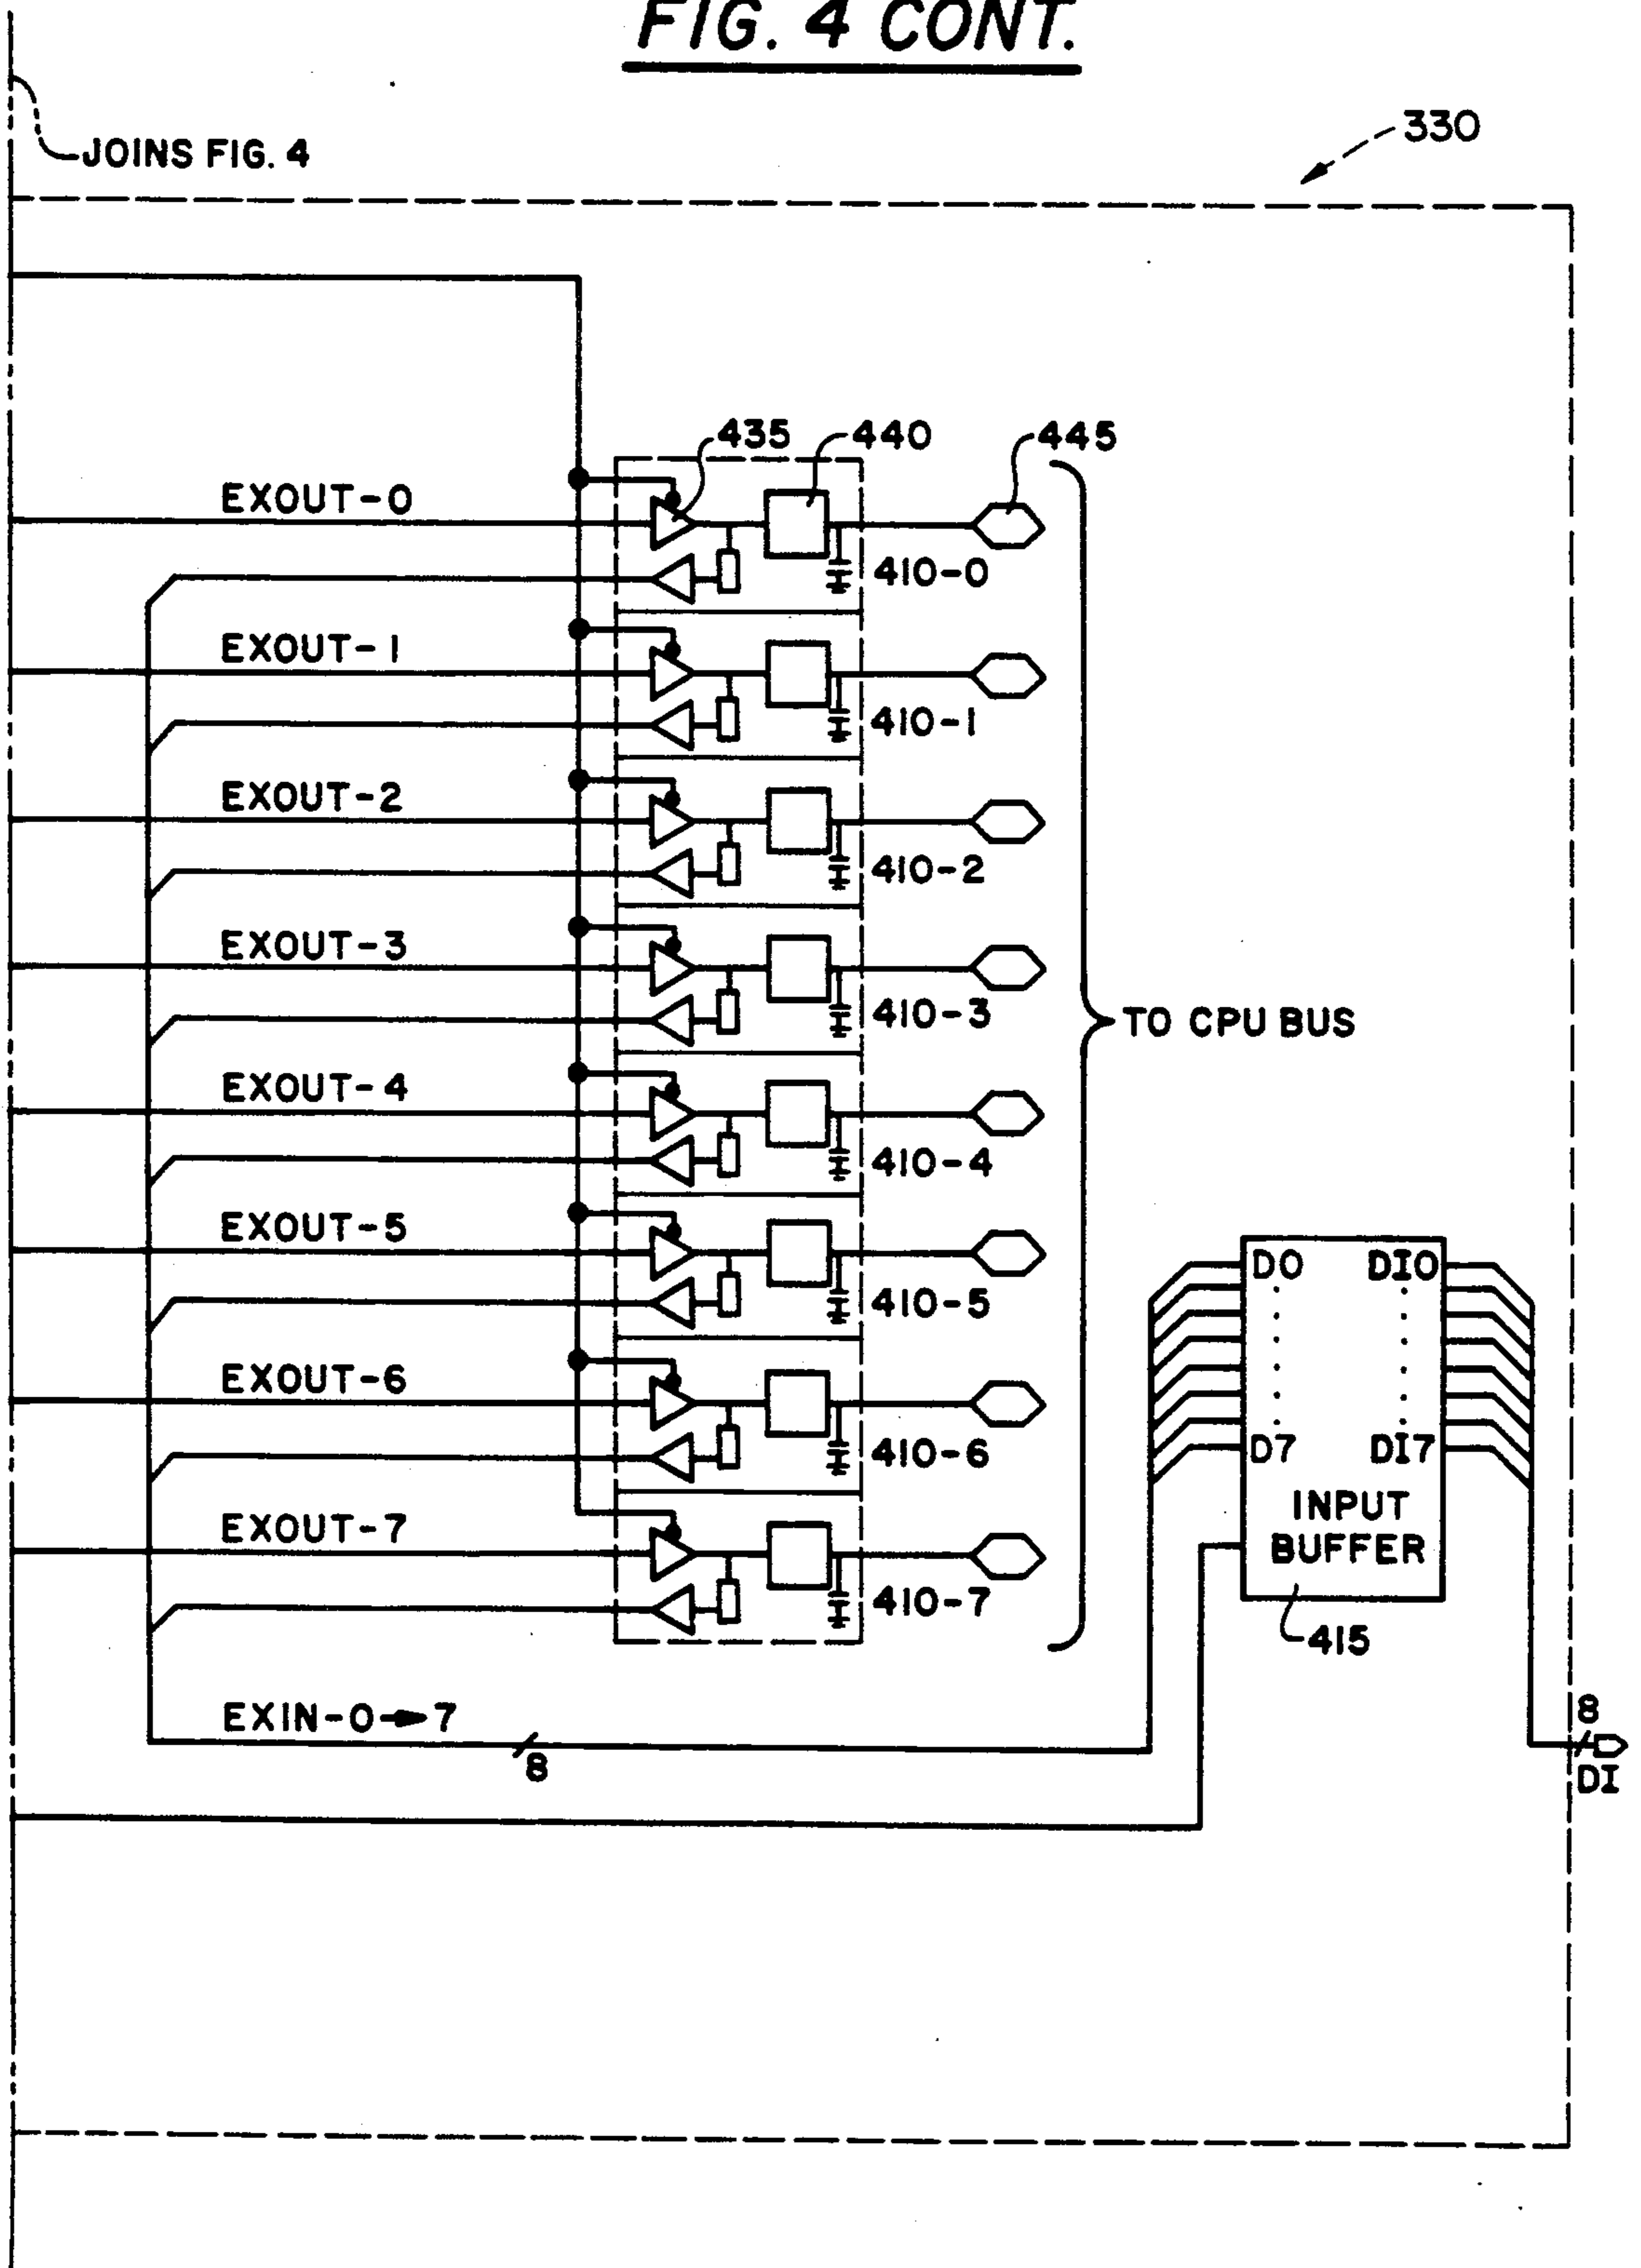 FIG. 4 CONT.
JOINS FIG. 4
330
435
440
445
EXOUT-0
410-0
EXOUT-1
410-1
EXOUT-2
410-2
EXOUT-3
410-3
TO CPU BUS
EXOUT-4
410-4
EXOUT-5
410-5
D0 DI0
EXOUT-6
410-6
D7 DI7
INPUT
BUFFER
EXOUT-7
410-7
415
EXIN-0→7
8
8
DI